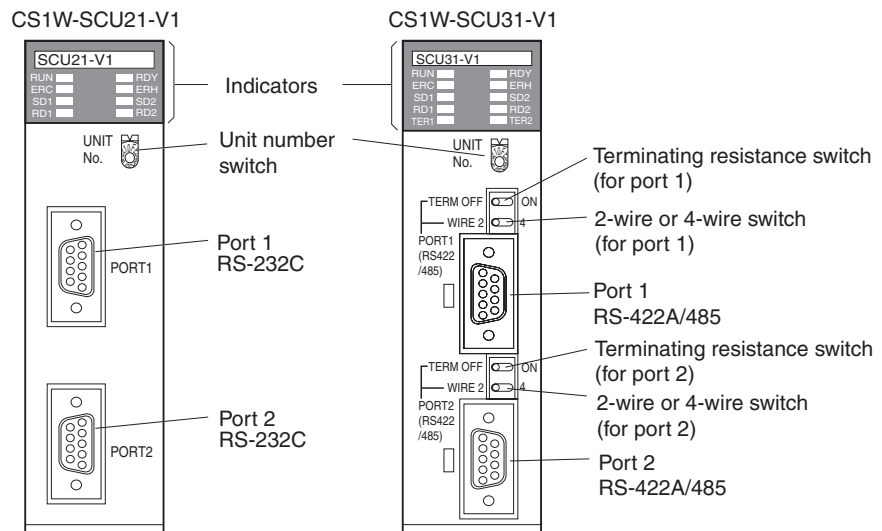 CS1W-SCU21-V1
SCU21-V1
RUN RDY
ERC ERH
SD1 SD2
RD1 RD2
UNIT
No.
PORT1
PORT2
Indicators
Unit number
switch
Port 1
RS-232C
Port 2
RS-232C
CS1W-SCU31-V1
SCU31-V1
RUN RDY
ERC ERH
SD1 SD2
RD1 RD2
TER1 TER2
UNIT
No.
TERM OFF ON
WIRE 2 4
PORT1
(RS422
/485)
TERM OFF ON
WIRE 2 4
PORT2
(RS422
/485)
Terminating resistance switch
(for port 1)
2-wire or 4-wire switch
(for port 1)
Port 1
RS-422A/485
Terminating resistance switch
(for port 2)
2-wire or 4-wire switch
(for port 2)
Port 2
RS-422A/485